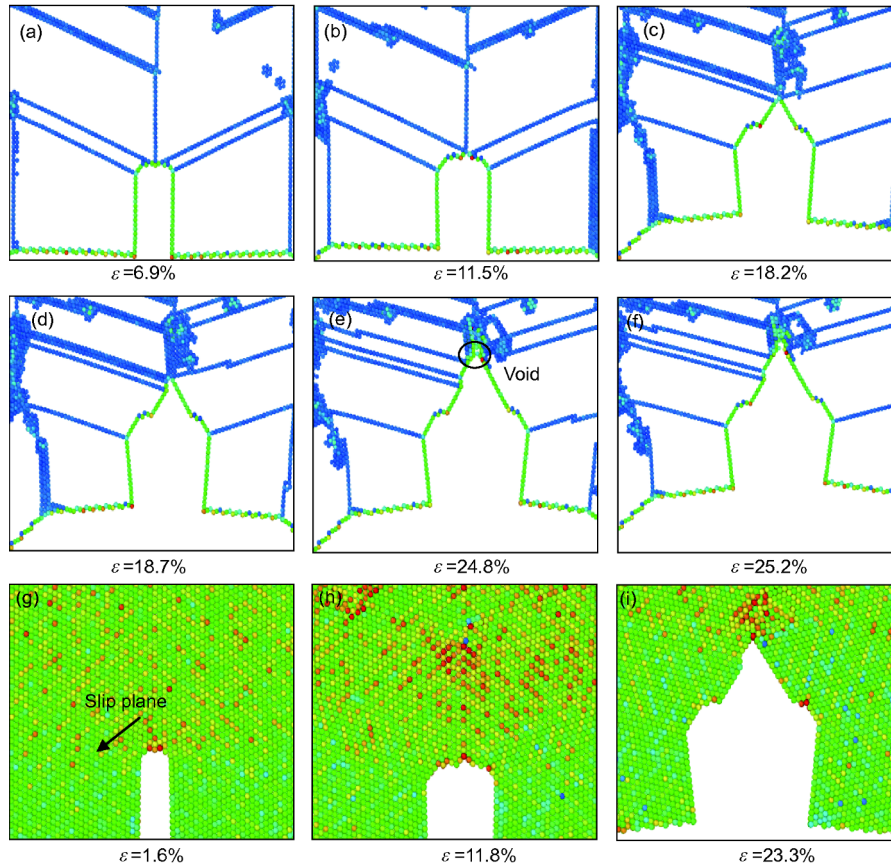 (a) (b) (c)
ε=6.9% ε=11.5% ε=18.2%
(d) (e) (f)
Void
ε=18.7% ε=24.8% ε=25.2%
(g) (h) (i)
Slip plane
ε=1.6% ε=11.8% ε=23.3%